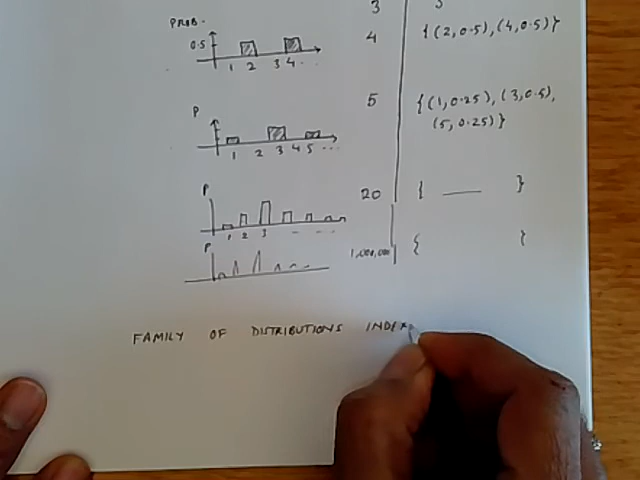 3 3
PROB.
0.5
1 2 3 4 . .
4 {(2,0.5),(4,0.5)}
P
1 2 3 4 5 ...
5 {(1,0.25),(3,0.5),
(5,0.25)}
P
1 2 3 - ...
20 { ___ }
P
1,000,000 { }
FAMILY OF DISTRIBUTIONS INDEX